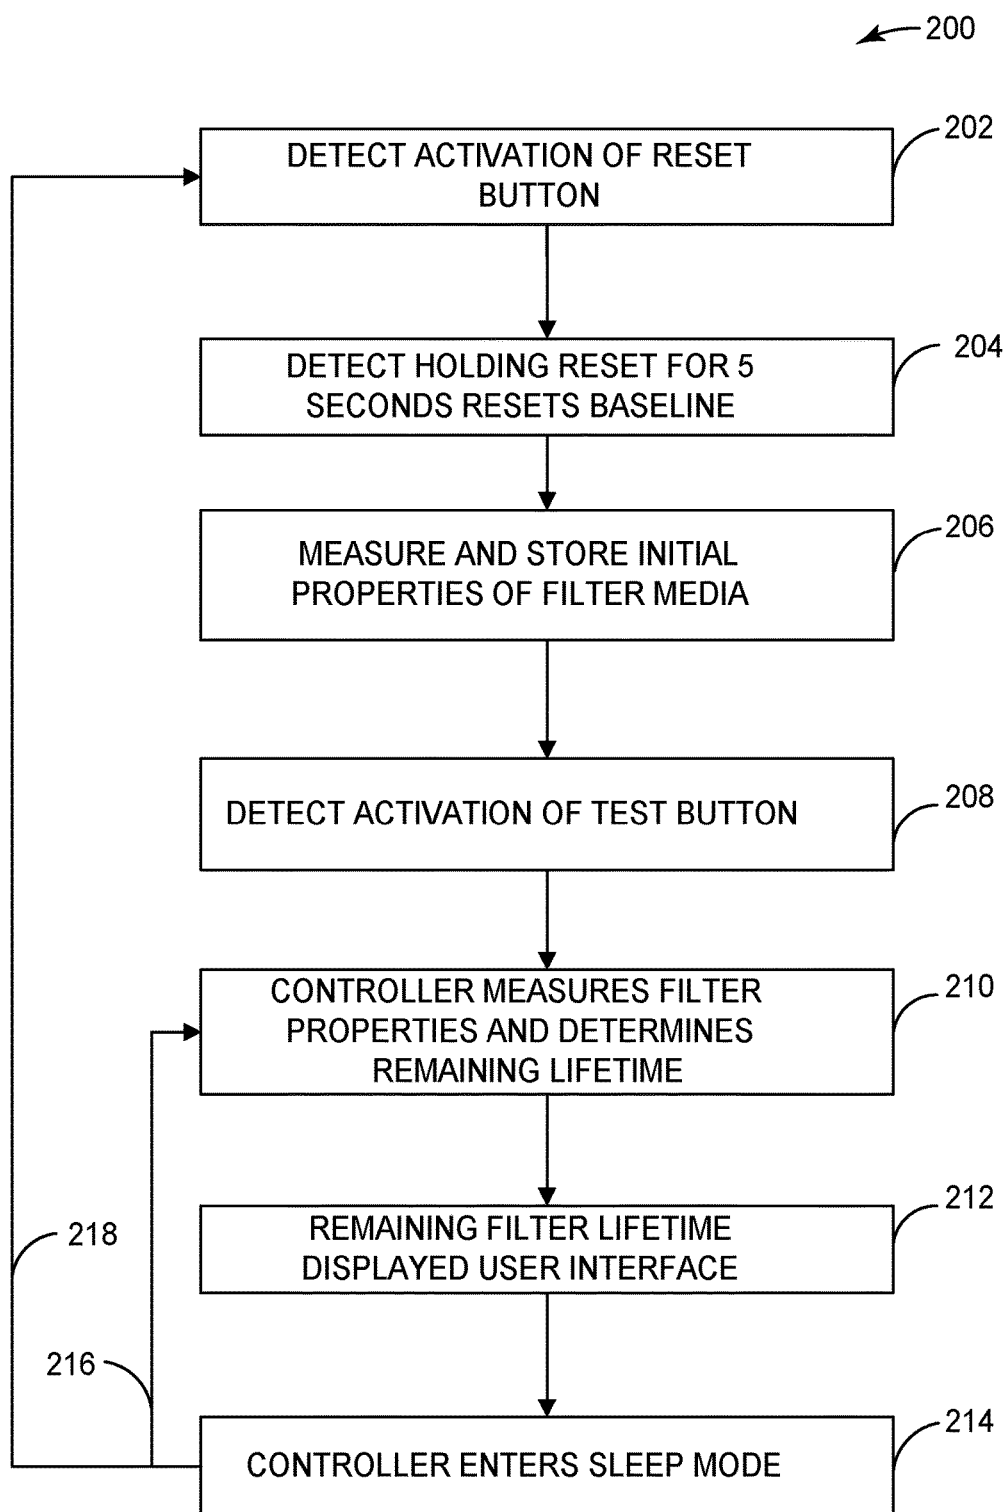 200
202
DETECT ACTIVATION OF RESET
BUTTON
204
DETECT HOLDING RESET FOR 5
SECONDS RESETS BASELINE
206
MEASURE AND STORE INITIAL
PROPERTIES OF FILTER MEDIA
208
DETECT ACTIVATION OF TEST BUTTON
210
CONTROLLER MEASURES FILTER
PROPERTIES AND DETERMINES
REMAINING LIFETIME
212
REMAINING FILTER LIFETIME
DISPLAYED USER INTERFACE
218
216
214
CONTROLLER ENTERS SLEEP MODE